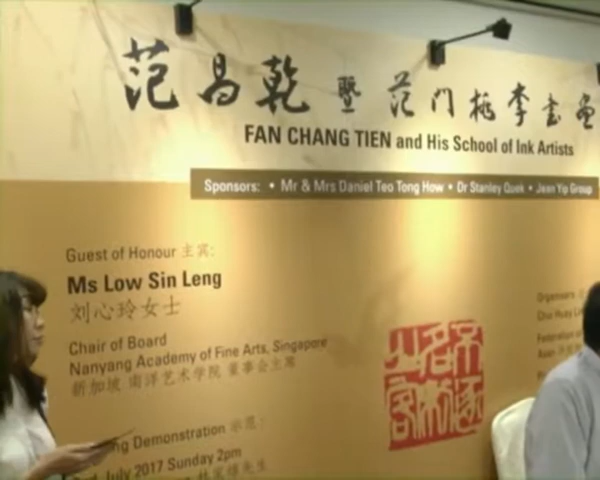 范昌乾暨范门桃李书画
FAN CHANG TIEN and His School of Ink Artists
Sponsors: • Mr & Mrs Daniel Teo Tong How • Dr Stanley Quek • Jean Yip Group
Guest of Honour 主宾:
Ms Low Sin Leng
刘心玲女士
Chair of Board
Nanyang Academy of Fine Arts, Singapore
新加坡 南洋艺术学院 董事会主席
Demonstration 示范:
July 2017 Sunday 2pm
Organisers
Federation